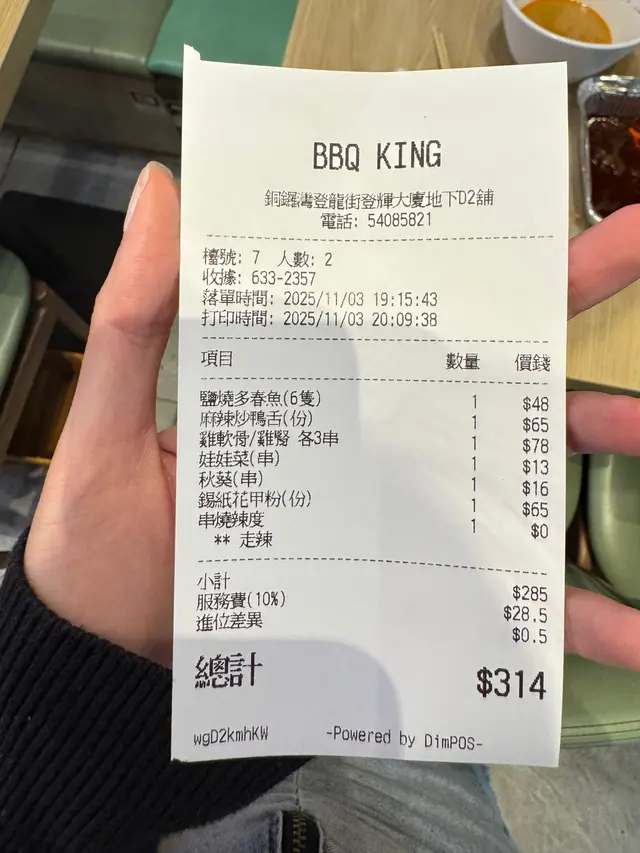 BBQ KING
銅鑼灣登龍街登輝大廈地下D2舖
電話: 54085821
檯號: 7 人數: 2
收據: 633-2357
落單時間: 2025/11/03 19:15:43
打印時間: 2025/11/03 20:09:38
項目 數量 價錢
鹽燒多春魚(6隻) 1 $48
麻辣炒鴨舌(份) 1 $65
雞軟骨/雞腎 各3串 1 $78
娃娃菜(串) 1 $13
秋葵(串) 1 $16
錫紙花甲粉(份) 1 $65
串燒辣度 1 $0
** 走辣
小計 $285
服務費(10%) $28.5
進位差異 $0.5
總計 $314
wgD2kmhKW -Powered by DimPOS-